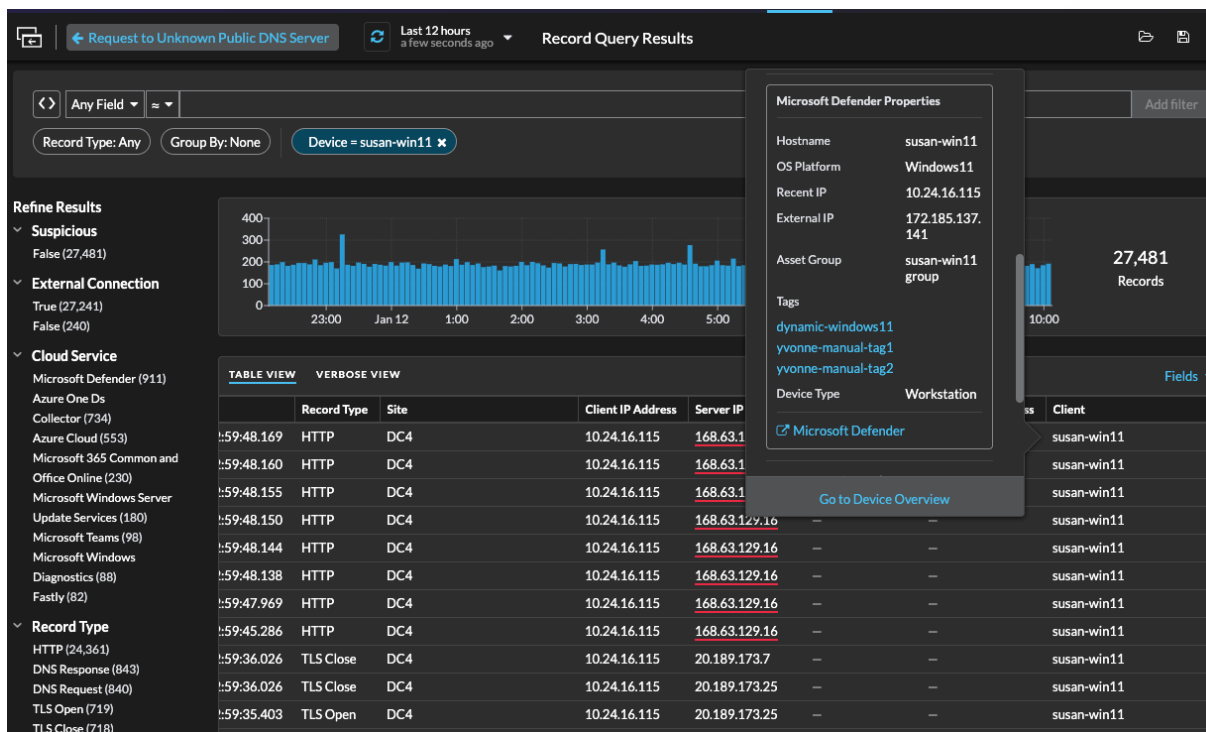 Request to Unknown Public DNS Server
Last 12 hours
a few seconds ago
Record Query Results
Any Field
≈
Add filter
Record Type: Any
Group By: None
Device = susan-win11 ×
Refine Results
Suspicious
False (27,481)
External Connection
True (27,241)
False (240)
Cloud Service
Microsoft Defender (911)
Azure One Ds
Collector (734)
Azure Cloud (553)
Microsoft 365 Common and
Office Online (230)
Microsoft Windows Server
Update Services (180)
Microsoft Teams (98)
Microsoft Windows
Diagnostics (88)
Fastly (82)
Record Type
HTTP (24,361)
DNS Response (843)
DNS Request (840)
TLS Open (719)
TLS Close (718)
400
300
200
100
0
23:00 Jan 12 1:00 2:00 3:00 4:00 5:00 10:00
27,481
Records
Microsoft Defender Properties
Hostname susan-win11
OS Platform Windows11
Recent IP 10.24.16.115
External IP 172.185.137.
141
Asset Group susan-win11
group
Tags
dynamic-windows11
yvonne-manual-tag1
yvonne-manual-tag2
Device Type Workstation
Microsoft Defender
Go to Device Overview
TABLE VIEW VERBOSE VIEW
Fields
Record Type Site Client IP Address Server IP ss Client
:59:48.169 HTTP DC4 10.24.16.115 168.63.1 susan-win11
:59:48.160 HTTP DC4 10.24.16.115 168.63.1 susan-win11
:59:48.155 HTTP DC4 10.24.16.115 168.63.1 susan-win11
:59:48.150 HTTP DC4 10.24.16.115 168.63.129.16 — — susan-win11
:59:48.144 HTTP DC4 10.24.16.115 168.63.129.16 — — susan-win11
:59:48.138 HTTP DC4 10.24.16.115 168.63.129.16 — — susan-win11
:59:47.969 HTTP DC4 10.24.16.115 168.63.129.16 — — susan-win11
:59:45.286 HTTP DC4 10.24.16.115 168.63.129.16 — — susan-win11
:59:36.026 TLS Close DC4 10.24.16.115 20.189.173.7 — — susan-win11
:59:36.026 TLS Close DC4 10.24.16.115 20.189.173.25 — — susan-win11
:59:35.403 TLS Open DC4 10.24.16.115 20.189.173.25 — — susan-win11